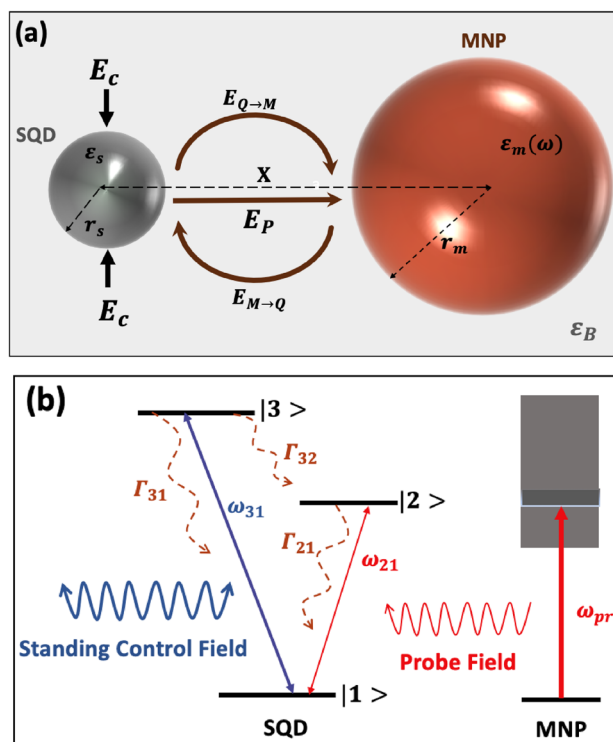 (a)
MNP
E_c
E_{Q→M}
SQD
ε_s
ε_m(ω)
X
r_s
E_P
r_m
E_c
E_{M→Q}
ε_B
(b)
|3 >
Γ_32
Γ_31
ω_31
|2 >
Γ_21
ω_21
ω_pr
Standing Control Field
Probe Field
|1 >
SQD
MNP